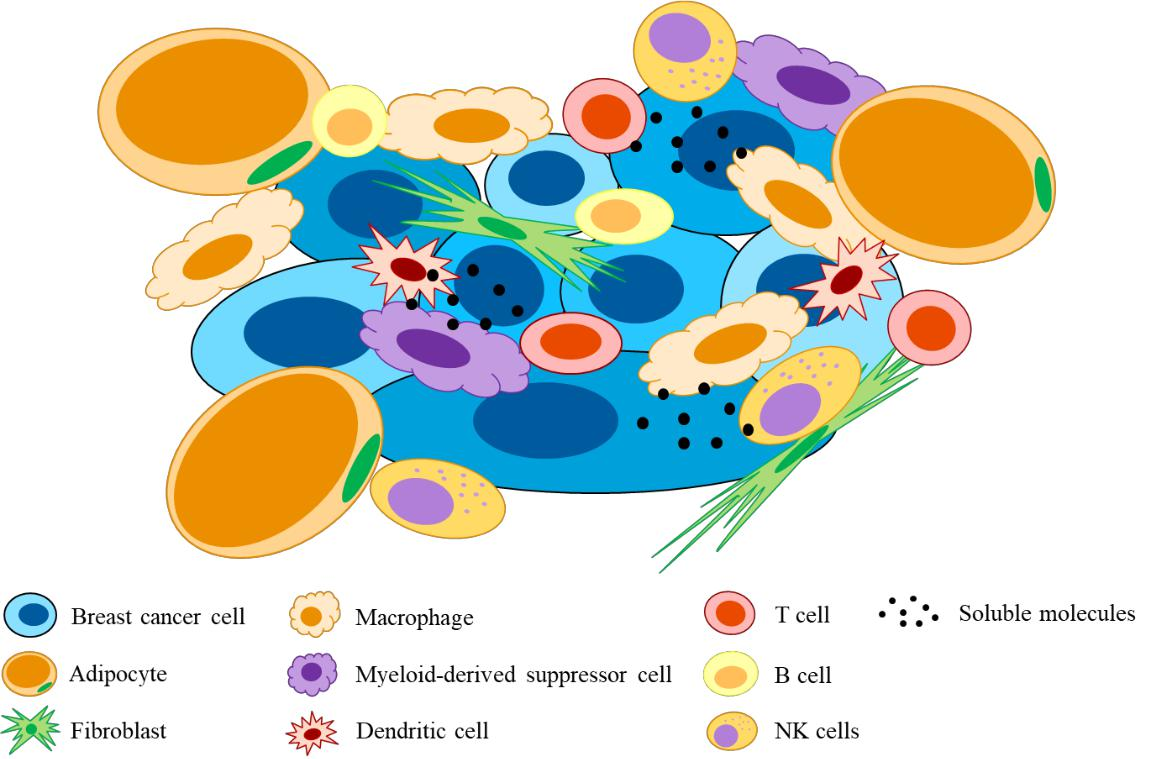 Breast cancer cell
Macrophage
T cell
Soluble molecules
Adipocyte
Myeloid-derived suppressor cell
B cell
Fibroblast
Dendritic cell
NK cells